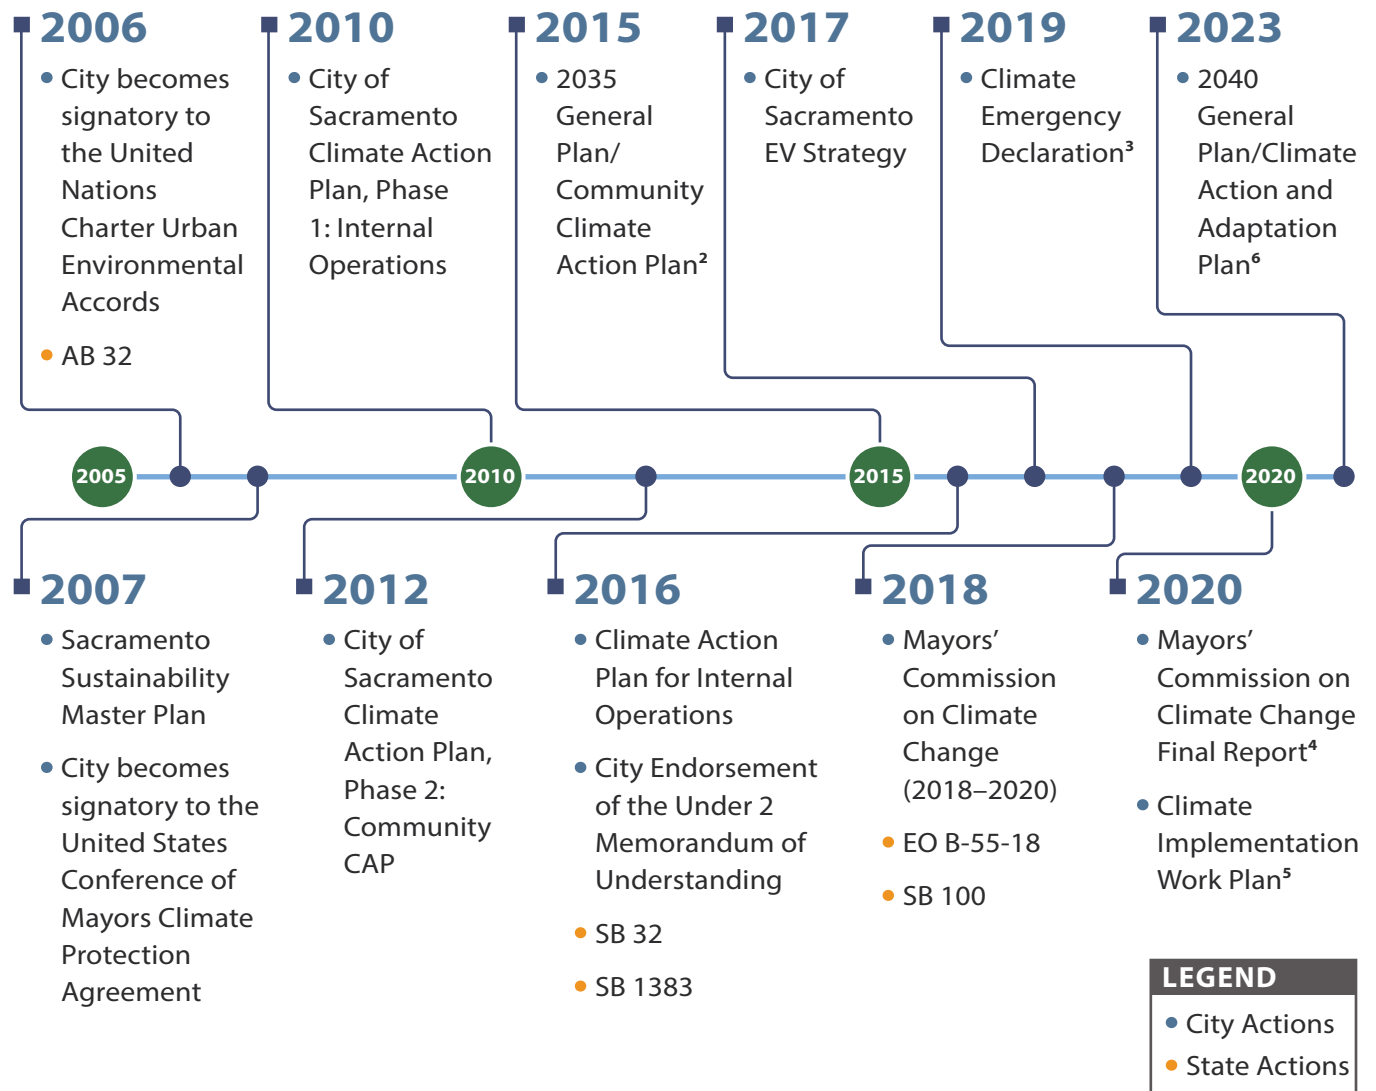 2006
City becomes
signatory to
the United
Nations
Charter Urban
Environmental
Accords
AB 32
2010
City of
Sacramento
Climate Action
Plan, Phase
1: Internal
Operations
2015
2035
General
Plan/
Community
Climate
Action Plan²
2017
City of
Sacramento
EV Strategy
2019
Climate
Emergency
Declaration³
2023
2040
General
Plan/Climate
Action and
Adaptation
Plan⁶
2005
2010
2015
2020
2007
Sacramento
Sustainability
Master Plan
City becomes
signatory to the
United States
Conference of
Mayors Climate
Protection
Agreement
2012
City of
Sacramento
Climate
Action Plan,
Phase 2:
Community
CAP
2016
Climate Action
Plan for Internal
Operations
City Endorsement
of the Under 2
Memorandum of
Understanding
SB 32
SB 1383
2018
Mayors’
Commission
on Climate
Change
(2018–2020)
EO B-55-18
SB 100
2020
Mayors’
Commission on
Climate Change
Final Report⁴
Climate
Implementation
Work Plan⁵
LEGEND
City Actions
State Actions